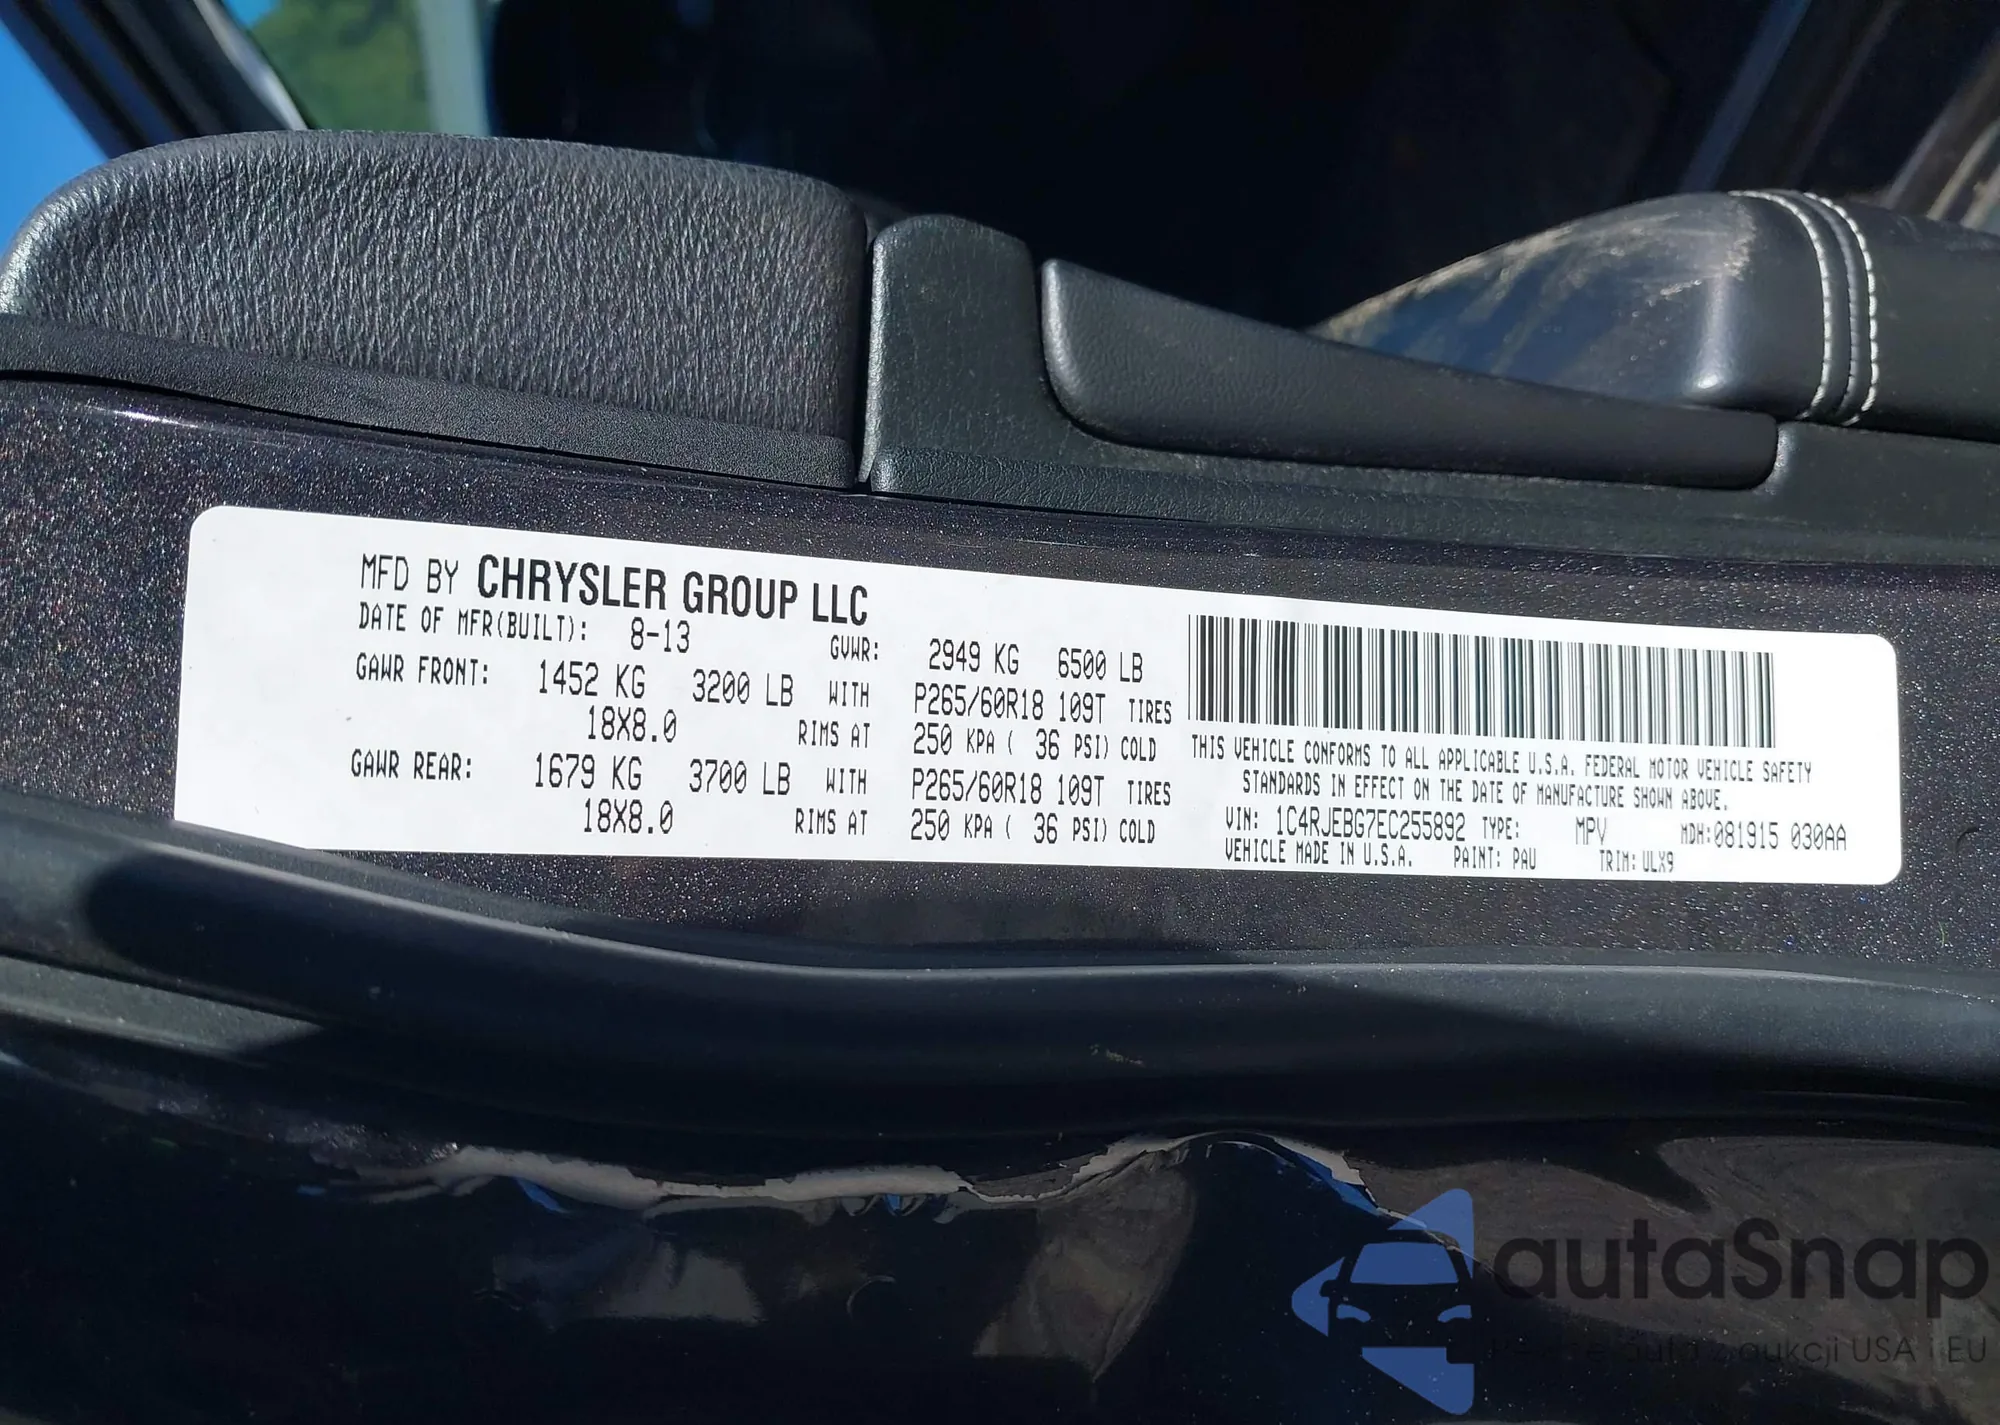 MFD BY CHRYSLER GROUP LLC
DATE OF MFR(BUILT): 8-13 GVWR: 2949 KG 6500 LB
GAWR FRONT: 1452 KG 3200 LB WITH P265/60R18 109T TIRES
18X8.0 RIMS AT 250 KPA ( 36 PSI) COLD
GAWR REAR: 1679 KG 3700 LB WITH P265/60R18 109T TIRES
18X8.0 RIMS AT 250 KPA ( 36 PSI) COLD
THIS VEHICLE CONFORMS TO ALL APPLICABLE U.S.A. FEDERAL MOTOR VEHICLE SAFETY
STANDARDS IN EFFECT ON THE DATE OF MANUFACTURE SHOWN ABOVE.
VIN: 1C4RJEBG7EC255892 TYPE: MPV MDH:081915 030AA
VEHICLE MADE IN U.S.A. PAINT: PAU TRIM: ULX9
autaSnap
aukcji USA i EU